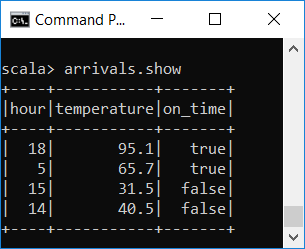 Command P...
scala> arrivals.show
+----+-----------+-------+
|hour|temperature|on_time|
+----+-----------+-------+
|  18|       95.1|   true|
|   5|       65.7|   true|
|  15|       31.5|  false|
|  14|       40.5|  false|
+----+-----------+-------+